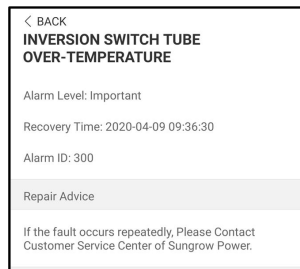 < BACK
INVERSION SWITCH TUBE
OVER-TEMPERATURE
Alarm Level: Important
Recovery Time: 2020-04-09 09:36:30
Alarm ID: 300
Repair Advice
If the fault occurs repeatedly, Please Contact
Customer Service Center of Sungrow Power.